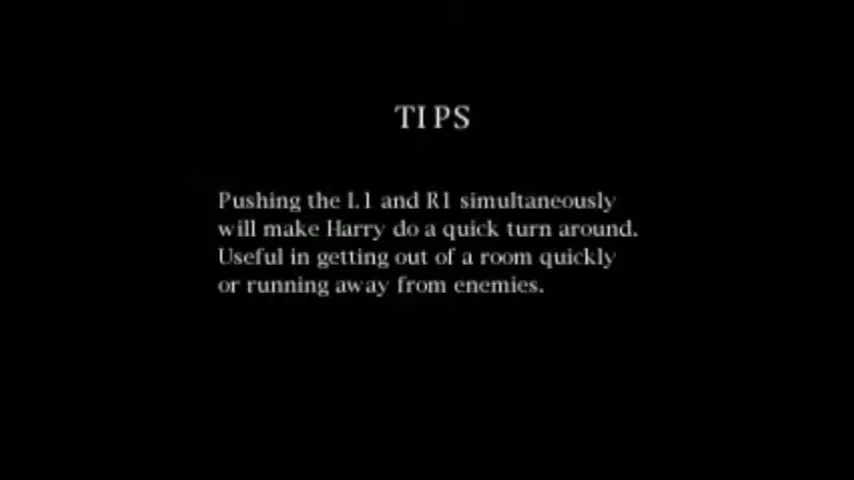 TIPS
Pushing the L1 and R1 simultaneously
will make Harry do a quick turn around.
Useful in getting out of a room quickly
or running away from enemies.